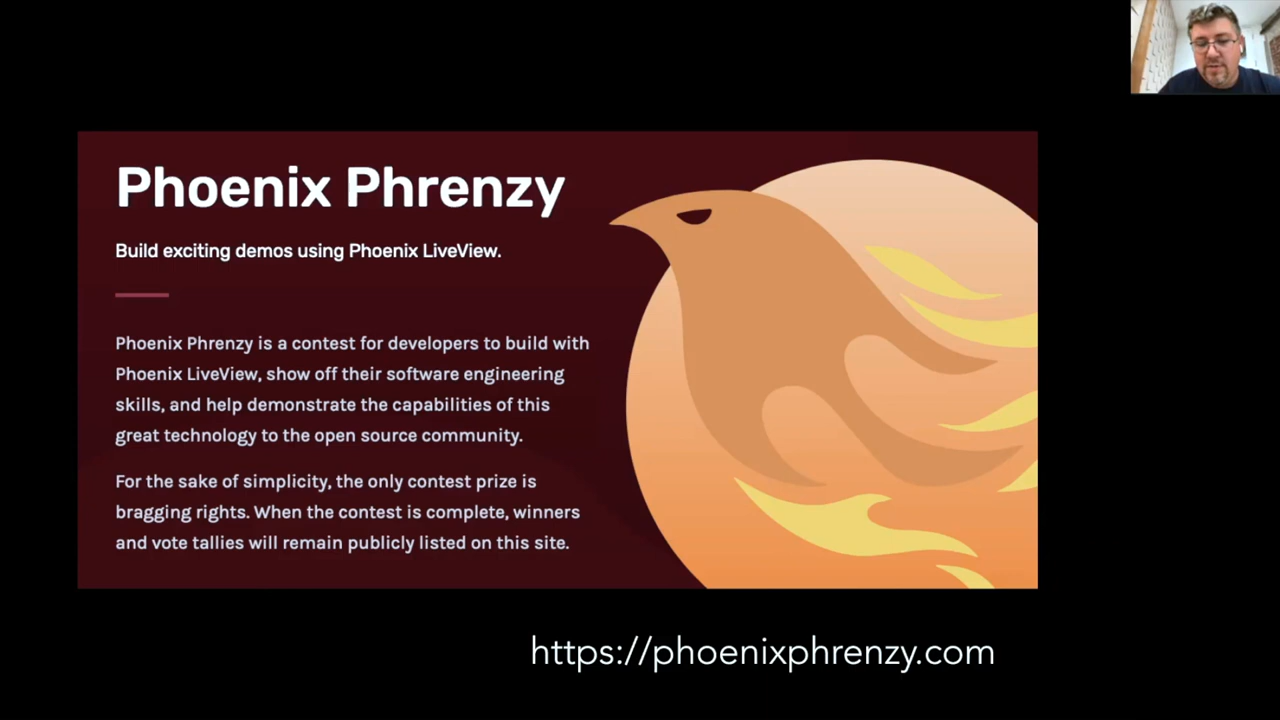 Phoenix Phrenzy
Build exciting demos using Phoenix LiveView.
Phoenix Phrenzy is a contest for developers to build with
Phoenix LiveView, show off their software engineering
skills, and help demonstrate the capabilities of this
great technology to the open source community.
For the sake of simplicity, the only contest prize is
bragging rights. When the contest is complete, winners
and vote tallies will remain publicly listed on this site.
https://phoenixphrenzy.com